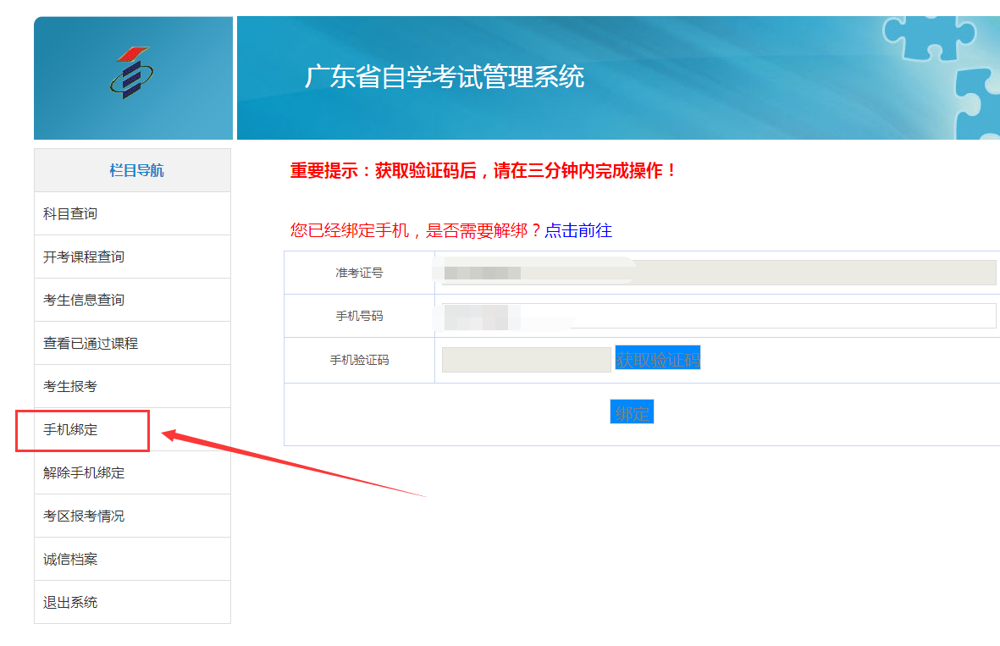 广东省自学考试管理系统
栏目导航
科目查询
开考课程查询
考生信息查询
查看已通过课程
考生报考
手机绑定
解除手机绑定
考区报考情况
诚信档案
退出系统
重要提示：获取验证码后，请在三分钟内完成操作！
您已经绑定手机，是否需要解绑？点击前往
准考证号
手机号码
手机验证码 获取验证码
绑定